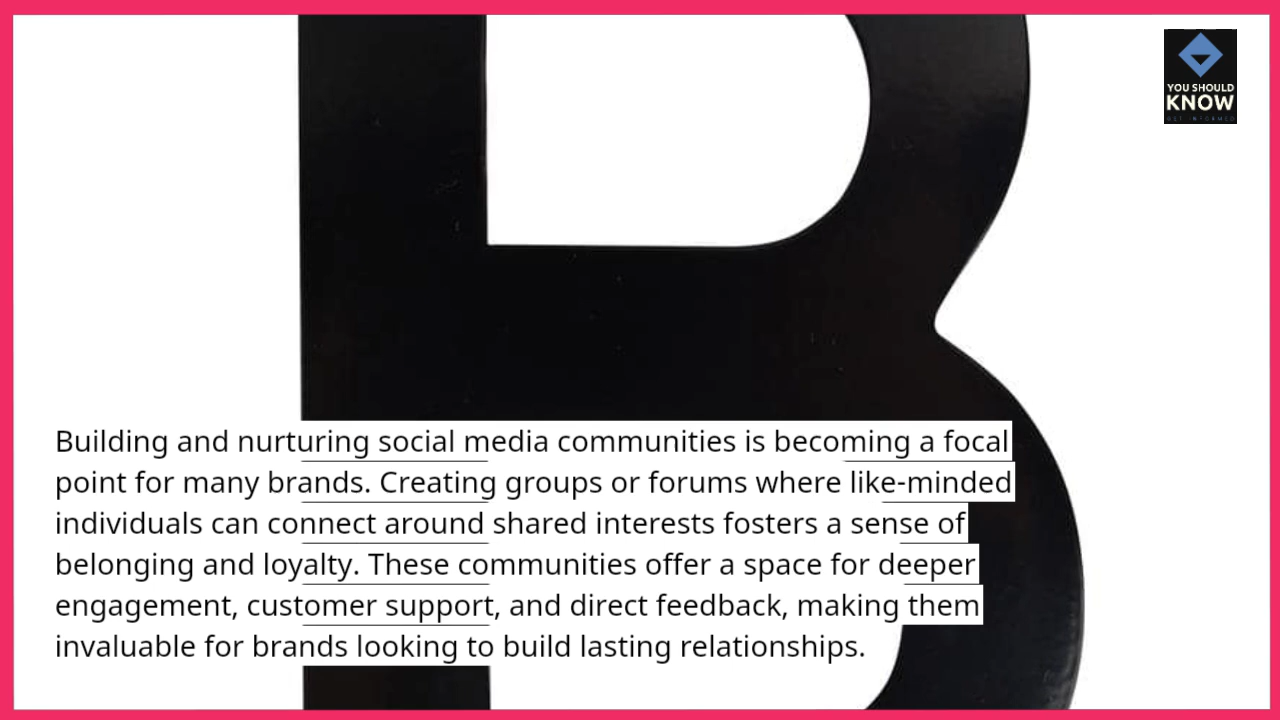 YOU SHOULD
KNOW
GET INFORMED
Building and nurturing social media communities is becoming a focal
point for many brands. Creating groups or forums where like-minded
individuals can connect around shared interests fosters a sense of
belonging and loyalty. These communities offer a space for deeper
engagement, customer support, and direct feedback, making them
invaluable for brands looking to build lasting relationships.